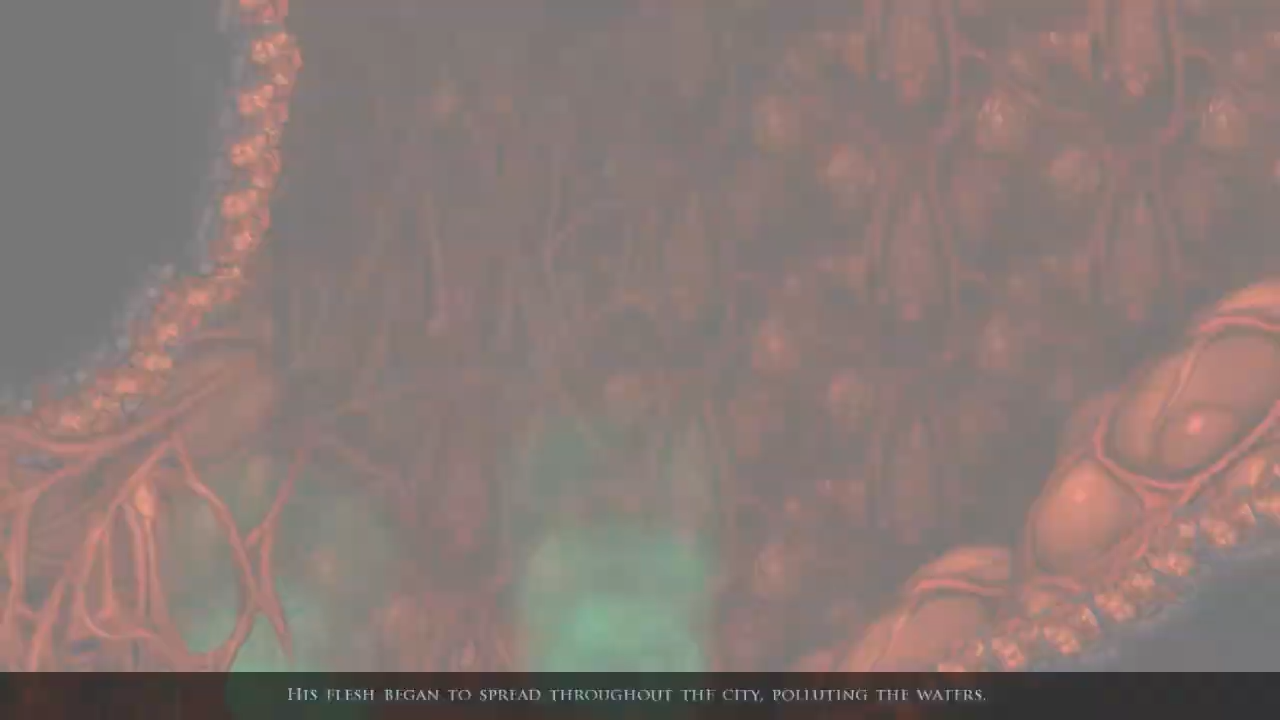 His flesh began to spread throughout the city, polluting the waters.